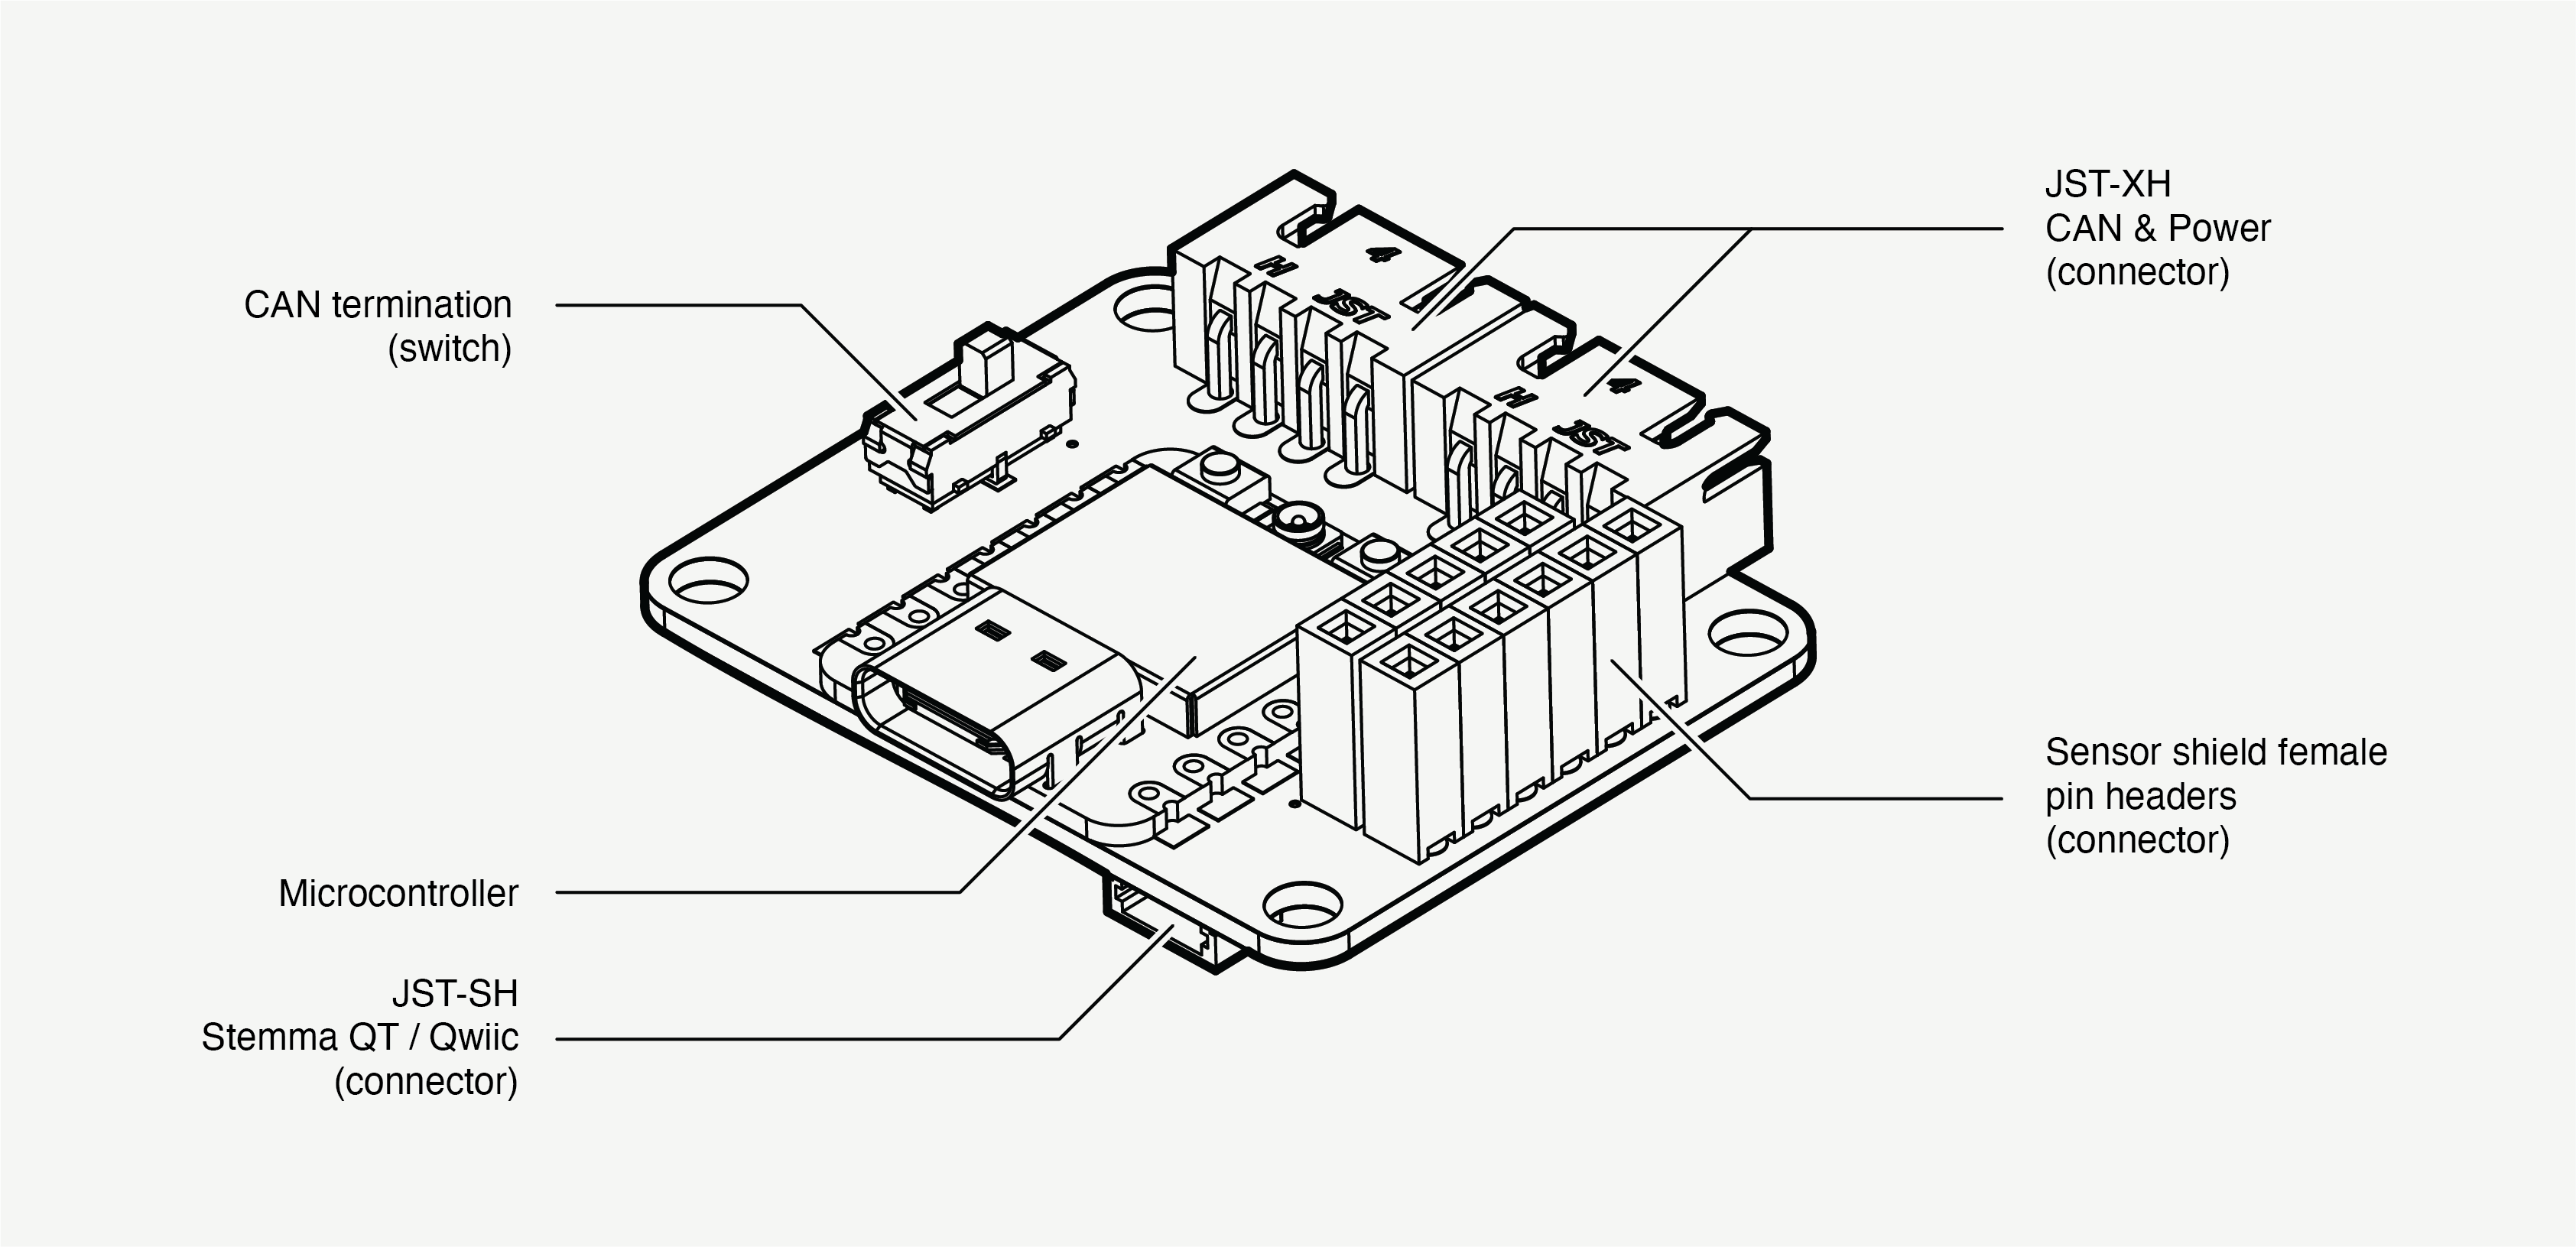 JST-XH
CAN & Power
(connector)
CAN termination
(switch)
H
4
JST
H
4
JST
Sensor shield female
pin headers
(connector)
Microcontroller
JST-SH
Stemma QT / Qwiic
(connector)